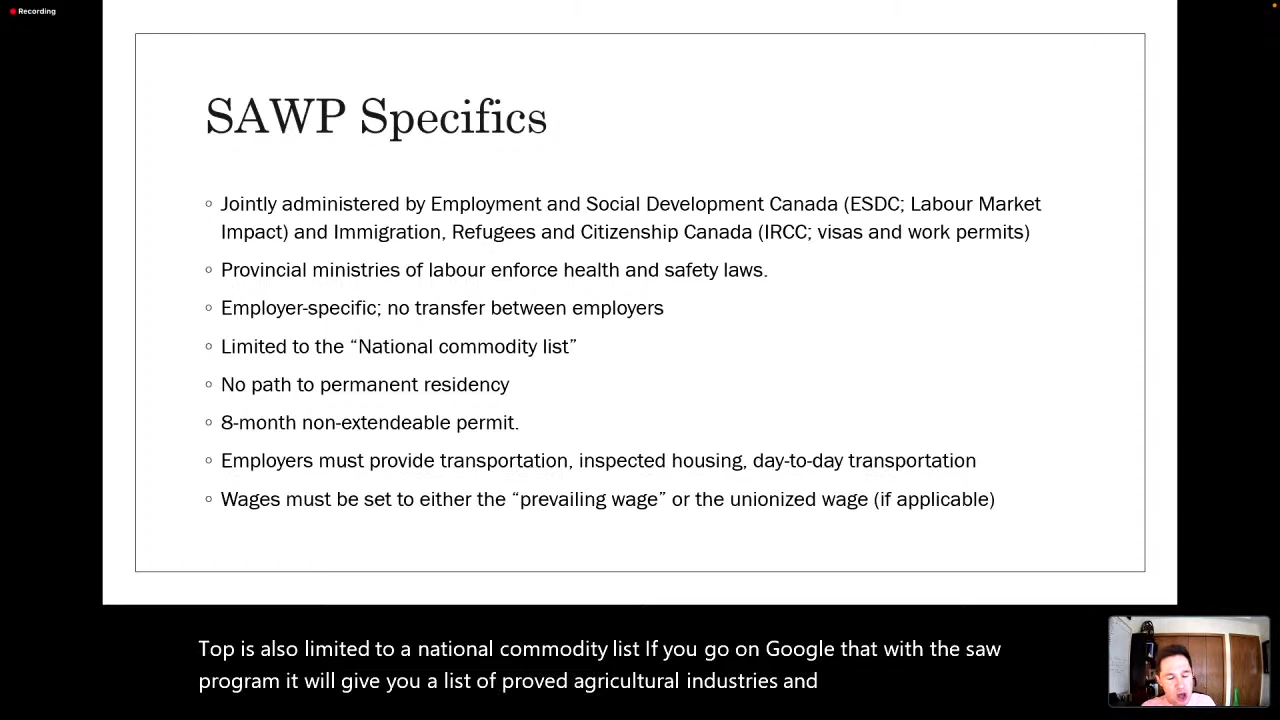 Recording
SAWP Specifics
◦ Jointly administered by Employment and Social Development Canada (ESDC; Labour Market
Impact) and Immigration, Refugees and Citizenship Canada (IRCC; visas and work permits)
◦ Provincial ministries of labour enforce health and safety laws.
◦ Employer-specific; no transfer between employers
◦ Limited to the “National commodity list”
◦ No path to permanent residency
◦ 8-month non-extendeable permit.
◦ Employers must provide transportation, inspected housing, day-to-day transportation
◦ Wages must be set to either the “prevailing wage” or the unionized wage (if applicable)
Top is also limited to a national commodity list If you go on Google that with the saw
program it will give you a list of proved agricultural industries and